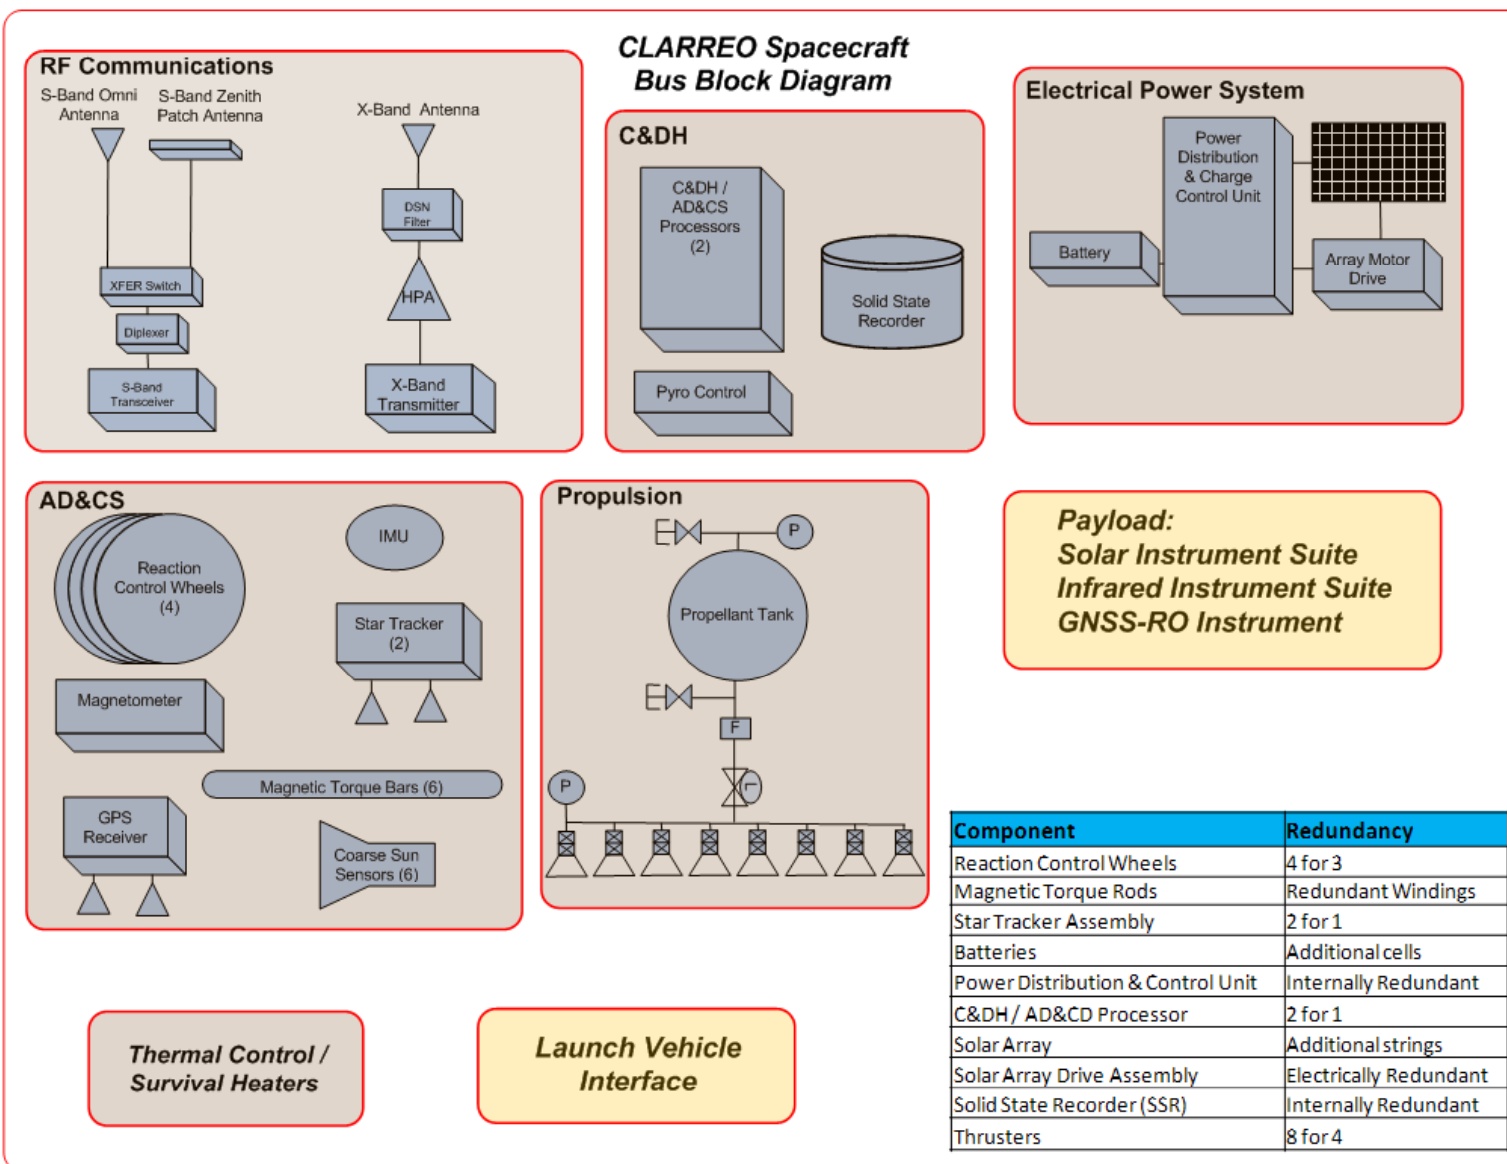 CLARREO Spacecraft
Bus Block Diagram
RF Communications
S-Band Omni
Antenna
S-Band Zenith
Patch Antenna
X-Band Antenna
DSN
Filter
XFER Switch
HPA
Diplexer
S-Band
Transceiver
X-Band
Transmitter
C&DH
C&DH /
AD&CS
Processors
(2)
Solid State
Recorder
Pyro Control
Electrical Power System
Power
Distribution
& Charge
Control Unit
Battery
Array Motor
Drive
AD&CS
Reaction
Control Wheels
(4)
IMU
Star Tracker
(2)
Magnetometer
Magnetic Torque Bars (6)
GPS
Receiver
Coarse Sun
Sensors (6)
Propulsion
P
Propellant Tank
F
P
L
Payload:
Solar Instrument Suite
Infrared Instrument Suite
GNSS-RO Instrument
Component Redundancy
Reaction Control Wheels 4 for 3
Magnetic Torque Rods Redundant Windings
Star Tracker Assembly 2 for 1
Batteries Additional cells
Power Distribution & Control Unit Internally Redundant
C&DH / AD&CD Processor 2 for 1
Solar Array Additional strings
Solar Array Drive Assembly Electrically Redundant
Solid State Recorder (SSR) Internally Redundant
Thrusters 8 for 4
Thermal Control /
Survival Heaters
Launch Vehicle
Interface